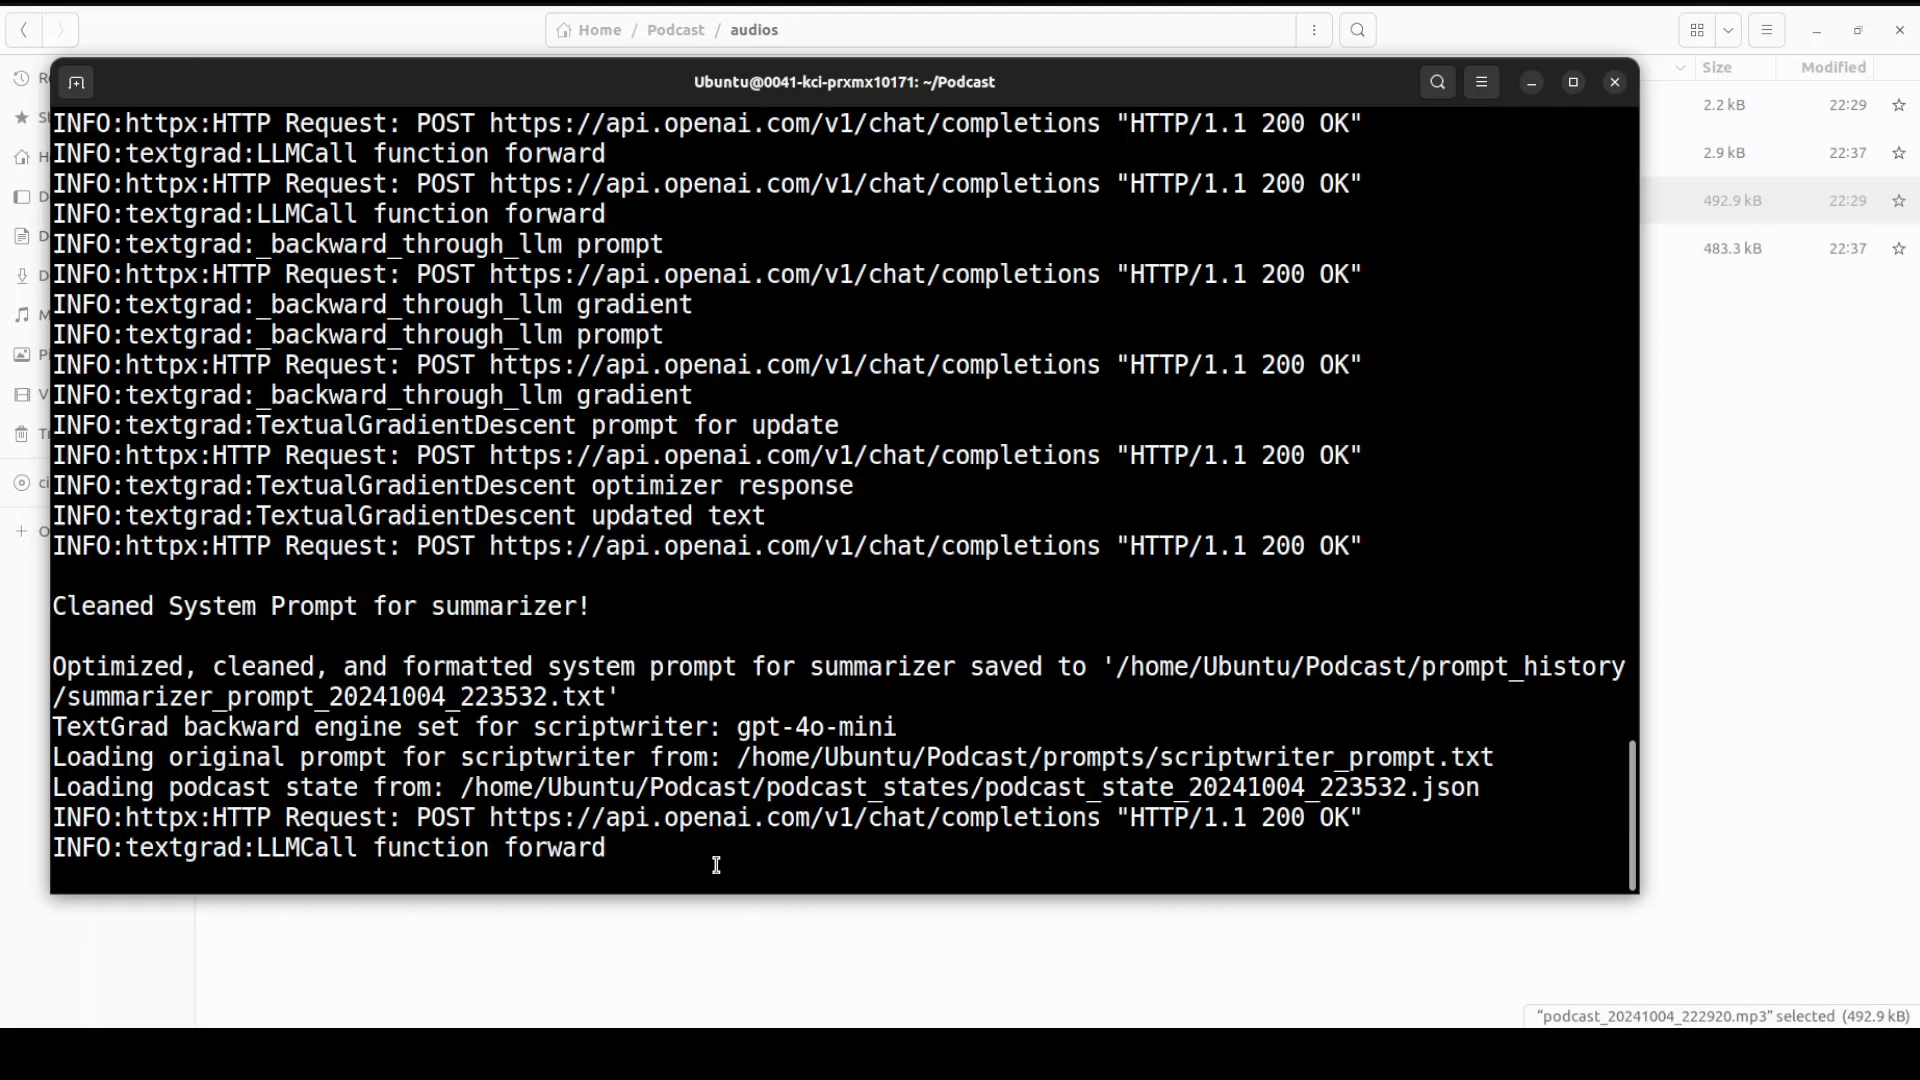 Home / Podcast / audios
Size Modified
Ubuntu@0041-kci-prxmx10171: ~/Podcast
2.2 kB 22:29
2.9 kB 22:37
492.9 kB 22:29
483.3 kB 22:37
INFO:httpx:HTTP Request: POST https://api.openai.com/v1/chat/completions "HTTP/1.1 200 OK"
INFO:textgrad:LLMCall function forward
INFO:httpx:HTTP Request: POST https://api.openai.com/v1/chat/completions "HTTP/1.1 200 OK"
INFO:textgrad:LLMCall function forward
INFO:textgrad:_backward_through_llm prompt
INFO:httpx:HTTP Request: POST https://api.openai.com/v1/chat/completions "HTTP/1.1 200 OK"
INFO:textgrad:_backward_through_llm gradient
INFO:textgrad:_backward_through_llm prompt
INFO:httpx:HTTP Request: POST https://api.openai.com/v1/chat/completions "HTTP/1.1 200 OK"
INFO:textgrad:_backward_through_llm gradient
INFO:textgrad:TextualGradientDescent prompt for update
INFO:httpx:HTTP Request: POST https://api.openai.com/v1/chat/completions "HTTP/1.1 200 OK"
INFO:textgrad:TextualGradientDescent optimizer response
INFO:textgrad:TextualGradientDescent updated text
INFO:httpx:HTTP Request: POST https://api.openai.com/v1/chat/completions "HTTP/1.1 200 OK"
Cleaned System Prompt for summarizer!
Optimized, cleaned, and formatted system prompt for summarizer saved to '/home/Ubuntu/Podcast/prompt_history
/summarizer_prompt_20241004_223532.txt'
TextGrad backward engine set for scriptwriter: gpt-4o-mini
Loading original prompt for scriptwriter from: /home/Ubuntu/Podcast/prompts/scriptwriter_prompt.txt
Loading podcast state from: /home/Ubuntu/Podcast/podcast_states/podcast_state_20241004_223532.json
INFO:httpx:HTTP Request: POST https://api.openai.com/v1/chat/completions "HTTP/1.1 200 OK"
INFO:textgrad:LLMCall function forward
"podcast_20241004_222920.mp3" selected (492.9 kB)